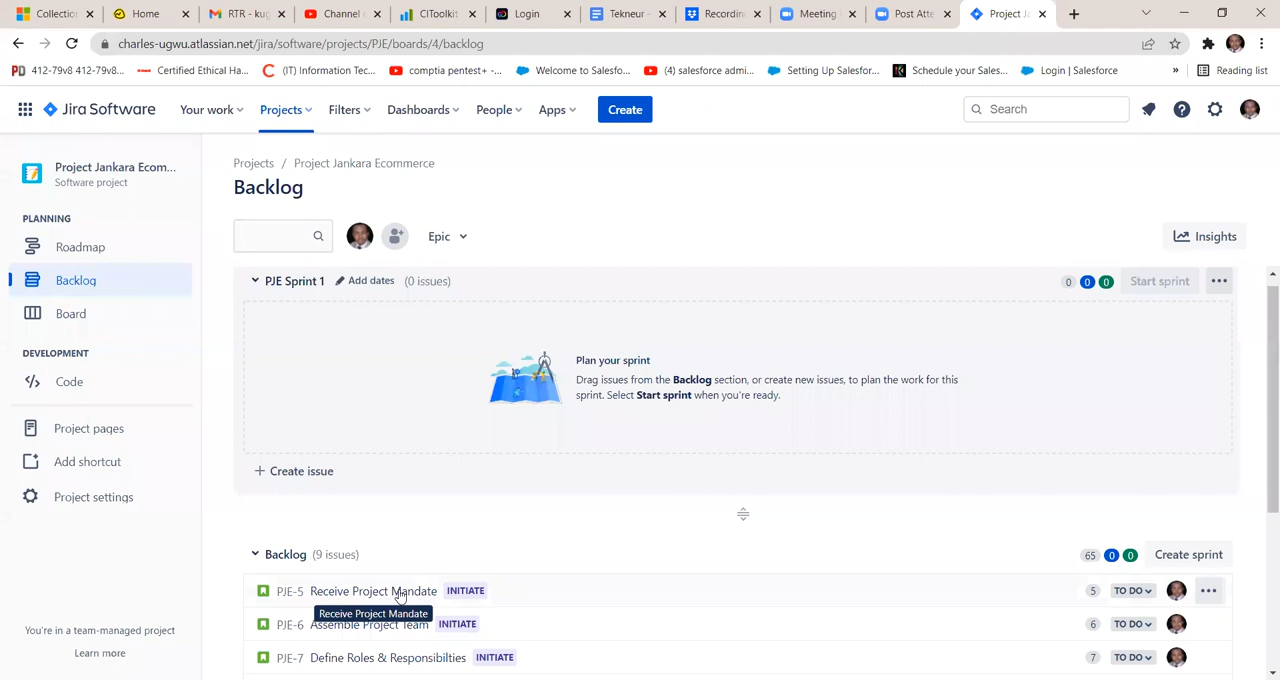 Collection
Home
M RTR - kug
Channel c
CIToolkit
Login
Tekneur -
Recordin
Meeting
Post Atte
Project Ja
charles-ugwu.atlassian.net/jira/software/projects/PJE/boards/4/backlog
PD 412-79v8 412-79v8...
Certified Ethical Ha...
(IT) Information Tec...
comptia pentest+ -...
Welcome to Salesfo...
(4) salesforce admi...
Setting Up Salesfor...
Schedule your Sales...
Login | Salesforce
»
Reading list
Jira Software
Your work
Projects
Filters
Dashboards
People
Apps
Create
Search
Project Jankara Ecom...
Software project
PLANNING
Roadmap
Backlog
Board
DEVELOPMENT
Code
Project pages
Add shortcut
Project settings
You're in a team-managed project
Learn more
Projects / Project Jankara Ecommerce
Backlog
Epic
Insights
PJE Sprint 1 Add dates (0 issues) 0 0 0 Start sprint
Plan your sprint
Drag issues from the Backlog section, or create new issues, to plan the work for this
sprint. Select Start sprint when you're ready.
+ Create issue
Backlog (9 issues) 65 0 0 Create sprint
PJE-5 Receive Project Mandate INITIATE 5 TO DO
Receive Project Mandate
PJE-6 Assemble Project Team INITIATE 6 TO DO
PJE-7 Define Roles & Responsibilties INITIATE 7 TO DO